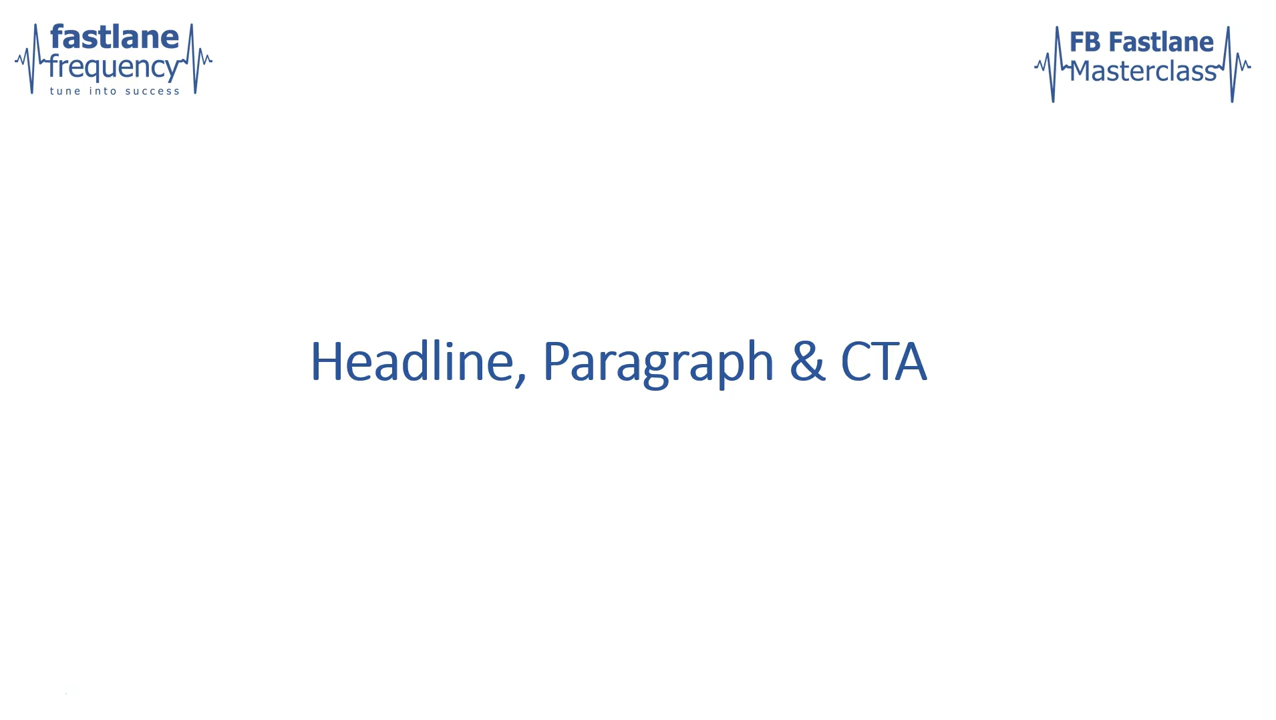 fastlane
frequency
tune into success
FB Fastlane
Masterclass
Headline, Paragraph & CTA